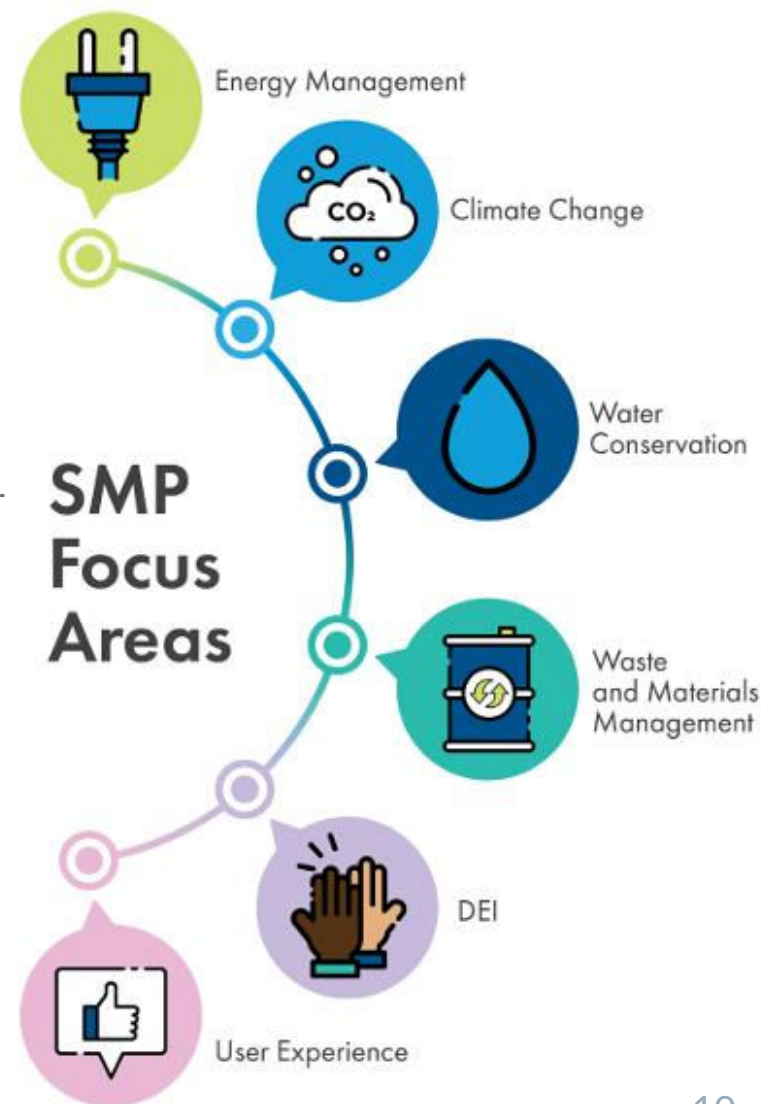 Energy Management
CO₂
Climate Change
Water
Conservation
SMP
Focus
Areas
Waste
and Materials
Management
DEI
User Experience